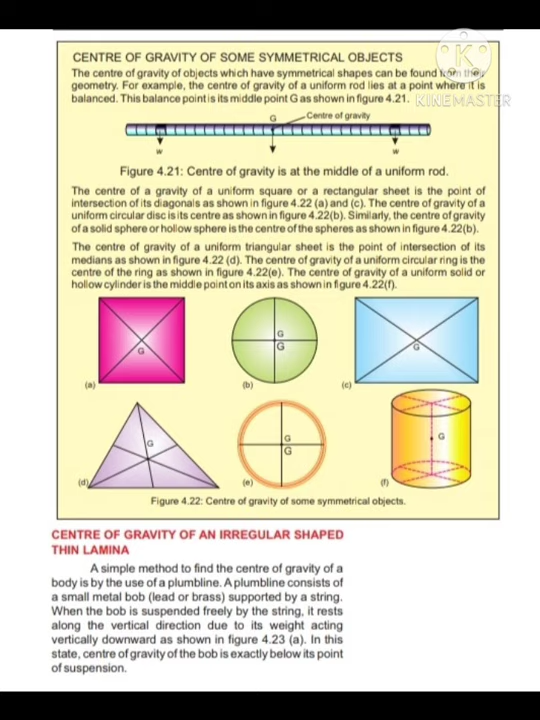 CENTRE OF GRAVITY OF SOME SYMMETRICAL OBJECTS
The centre of gravity of objects which have symmetrical shapes can be found from their
geometry. For example, the centre of gravity of a uniform rod lies at a point where it is
balanced. This balance point is its middle point G as shown in figure 4.21.
KINEMASTER
G
Centre of gravity
w
w
Figure 4.21: Centre of gravity is at the middle of a uniform rod.
The centre of a gravity of a uniform square or a rectangular sheet is the point of
intersection of its diagonals as shown in figure 4.22 (a) and (c). The centre of gravity of a
uniform circular disc is its centre as shown in figure 4.22(b). Similarly, the centre of gravity
of a solid sphere or hollow sphere is the centre of the spheres as shown in figure 4.22(b).
The centre of gravity of a uniform triangular sheet is the point of intersection of its
medians as shown in figure 4.22 (d). The centre of gravity of a uniform circular ring is the
centre of the ring as shown in figure 4.22(e). The centre of gravity of a uniform solid or
hollow cylinder is the middle point on its axis as shown in figure 4.22(f).
G
G
G
G
(a)
(b)
(c)
G
G
G
G
(d)
(e)
(f)
Figure 4.22: Centre of gravity of some symmetrical objects.
CENTRE OF GRAVITY OF AN IRREGULAR SHAPED
THIN LAMINA
A simple method to find the centre of gravity of a
body is by the use of a plumbline. A plumbline consists of
a small metal bob (lead or brass) supported by a string.
When the bob is suspended freely by the string, it rests
along the vertical direction due to its weight acting
vertically downward as shown in figure 4.23 (a). In this
state, centre of gravity of the bob is exactly below its point
of suspension.